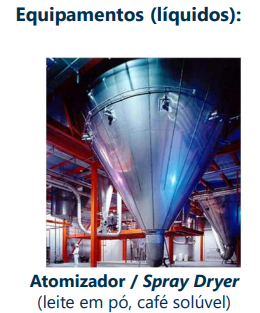 Equipamentos (líquidos):
Atomizador / Spray Dryer
(leite em pó, café solúvel)